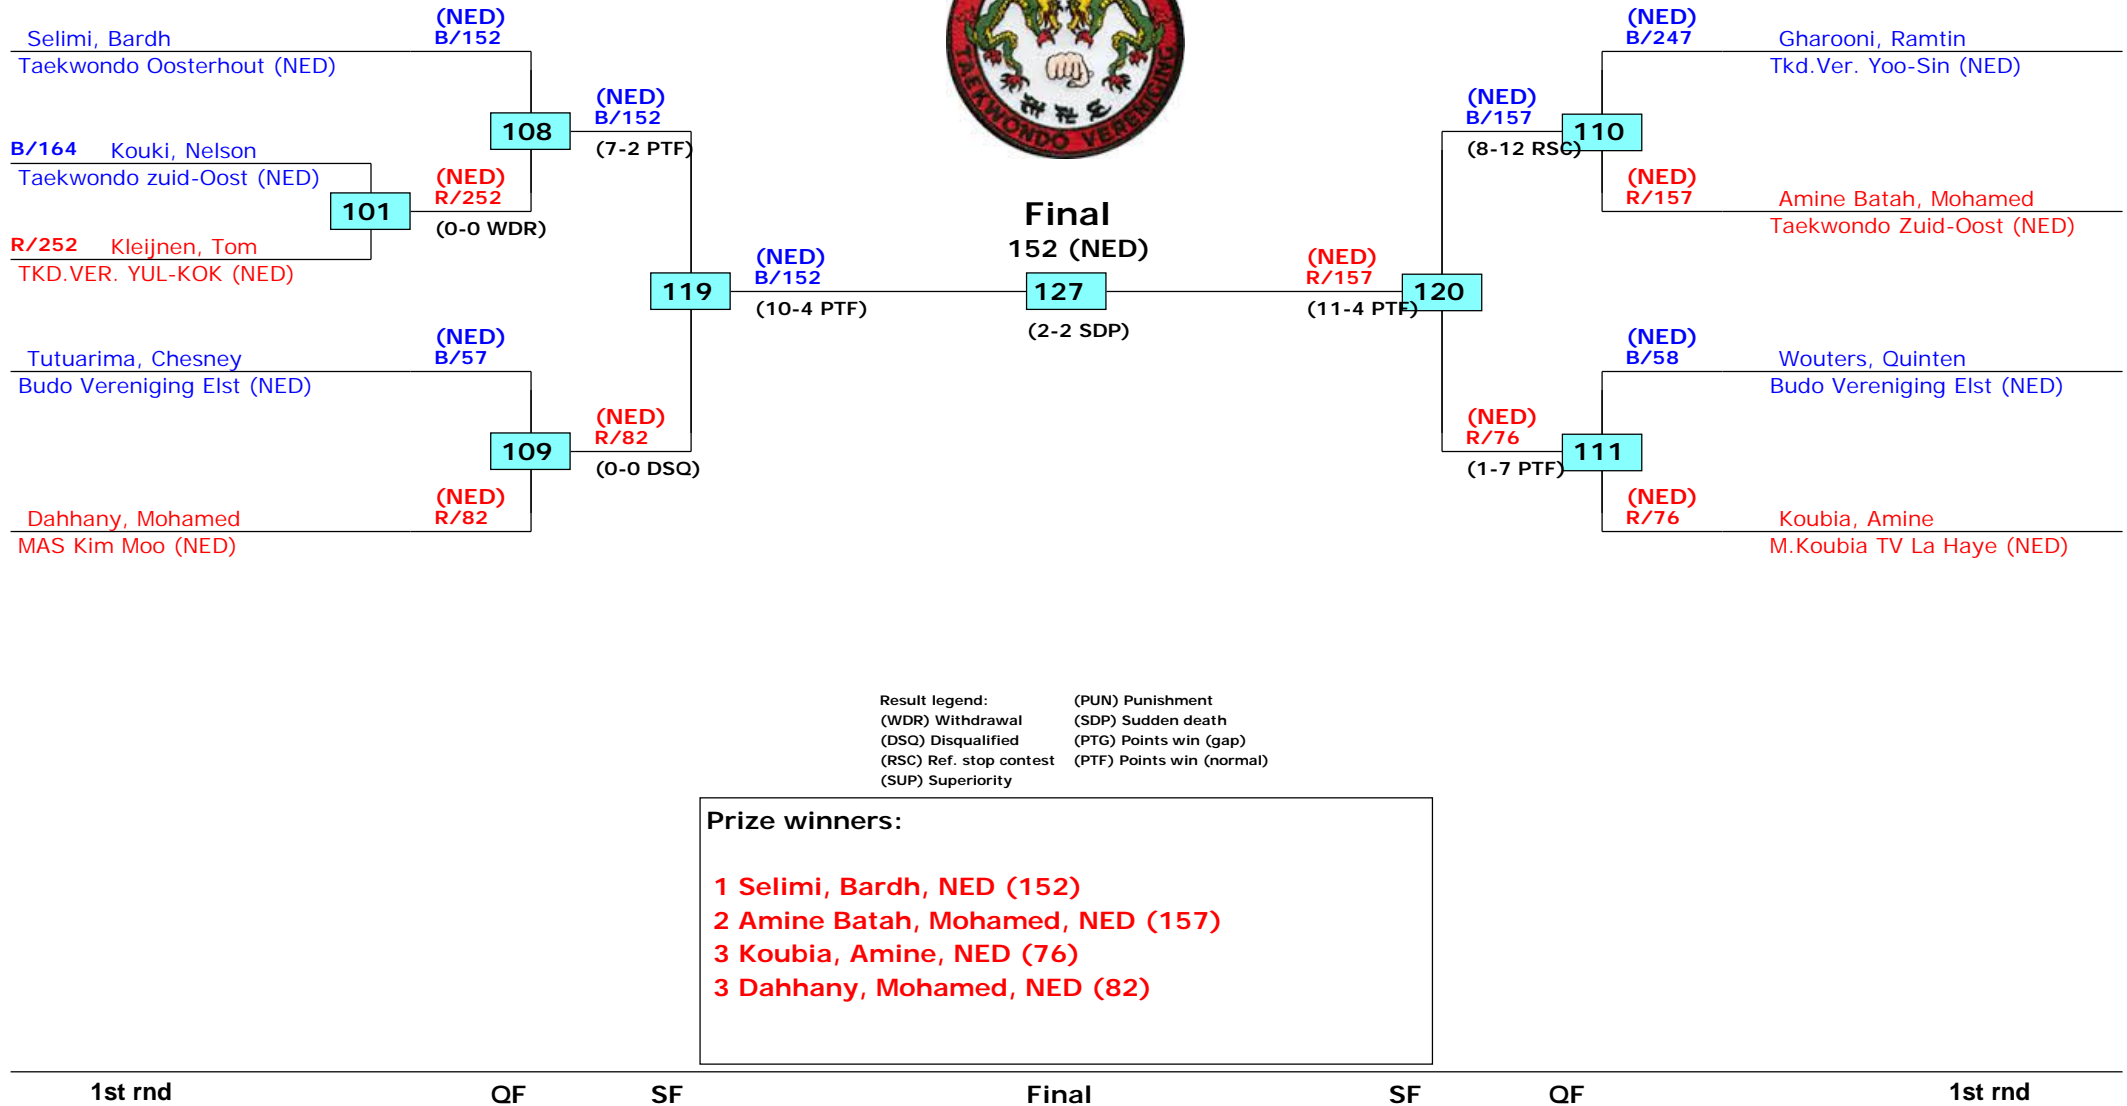 (NED)
B/152
Selimi, Bardh
Taekwondo Oosterhout (NED)
B/164 Kouki, Nelson
Taekwondo zuid-Oost (NED)
101
R/252 Kleijnen, Tom
TKD.VER. YUL-KOK (NED)
(NED)
R/252
(0-0 WDR)
108
(NED)
B/152
(7-2 PTF)
(NED)
B/57
Tutuarima, Chesney
Budo Vereniging Elst (NED)
109
(NED)
R/82
Dahhany, Mohamed
MAS Kim Moo (NED)
(NED)
R/82
(0-0 DSQ)
119
(NED)
B/152
(10-4 PTF)
TAEKWONDO VERENIGING
Final
152 (NED)
127
(2-2 SDP)
(NED)
R/157
(11-4 PTF)
120
(NED)
B/157
(8-12 RSC)
110
(NED)
B/247
Gharooni, Ramtin
Tkd.Ver. Yoo-Sin (NED)
(NED)
R/157
Amine Batah, Mohamed
Taekwondo Zuid-Oost (NED)
(NED)
R/76
(1-7 PTF)
111
(NED)
B/58
Wouters, Quinten
Budo Vereniging Elst (NED)
(NED)
R/76
Koubia, Amine
M.Koubia TV La Haye (NED)
Result legend: (PUN) Punishment
(WDR) Withdrawal (SDP) Sudden death
(DSQ) Disqualified (PTG) Points win (gap)
(RSC) Ref. stop contest (PTF) Points win (normal)
(SUP) Superiority
Prize winners:
1 Selimi, Bardh, NED (152)
2 Amine Batah, Mohamed, NED (157)
3 Koubia, Amine, NED (76)
3 Dahhany, Mohamed, NED (82)
1st rnd QF SF Final SF QF 1st rnd